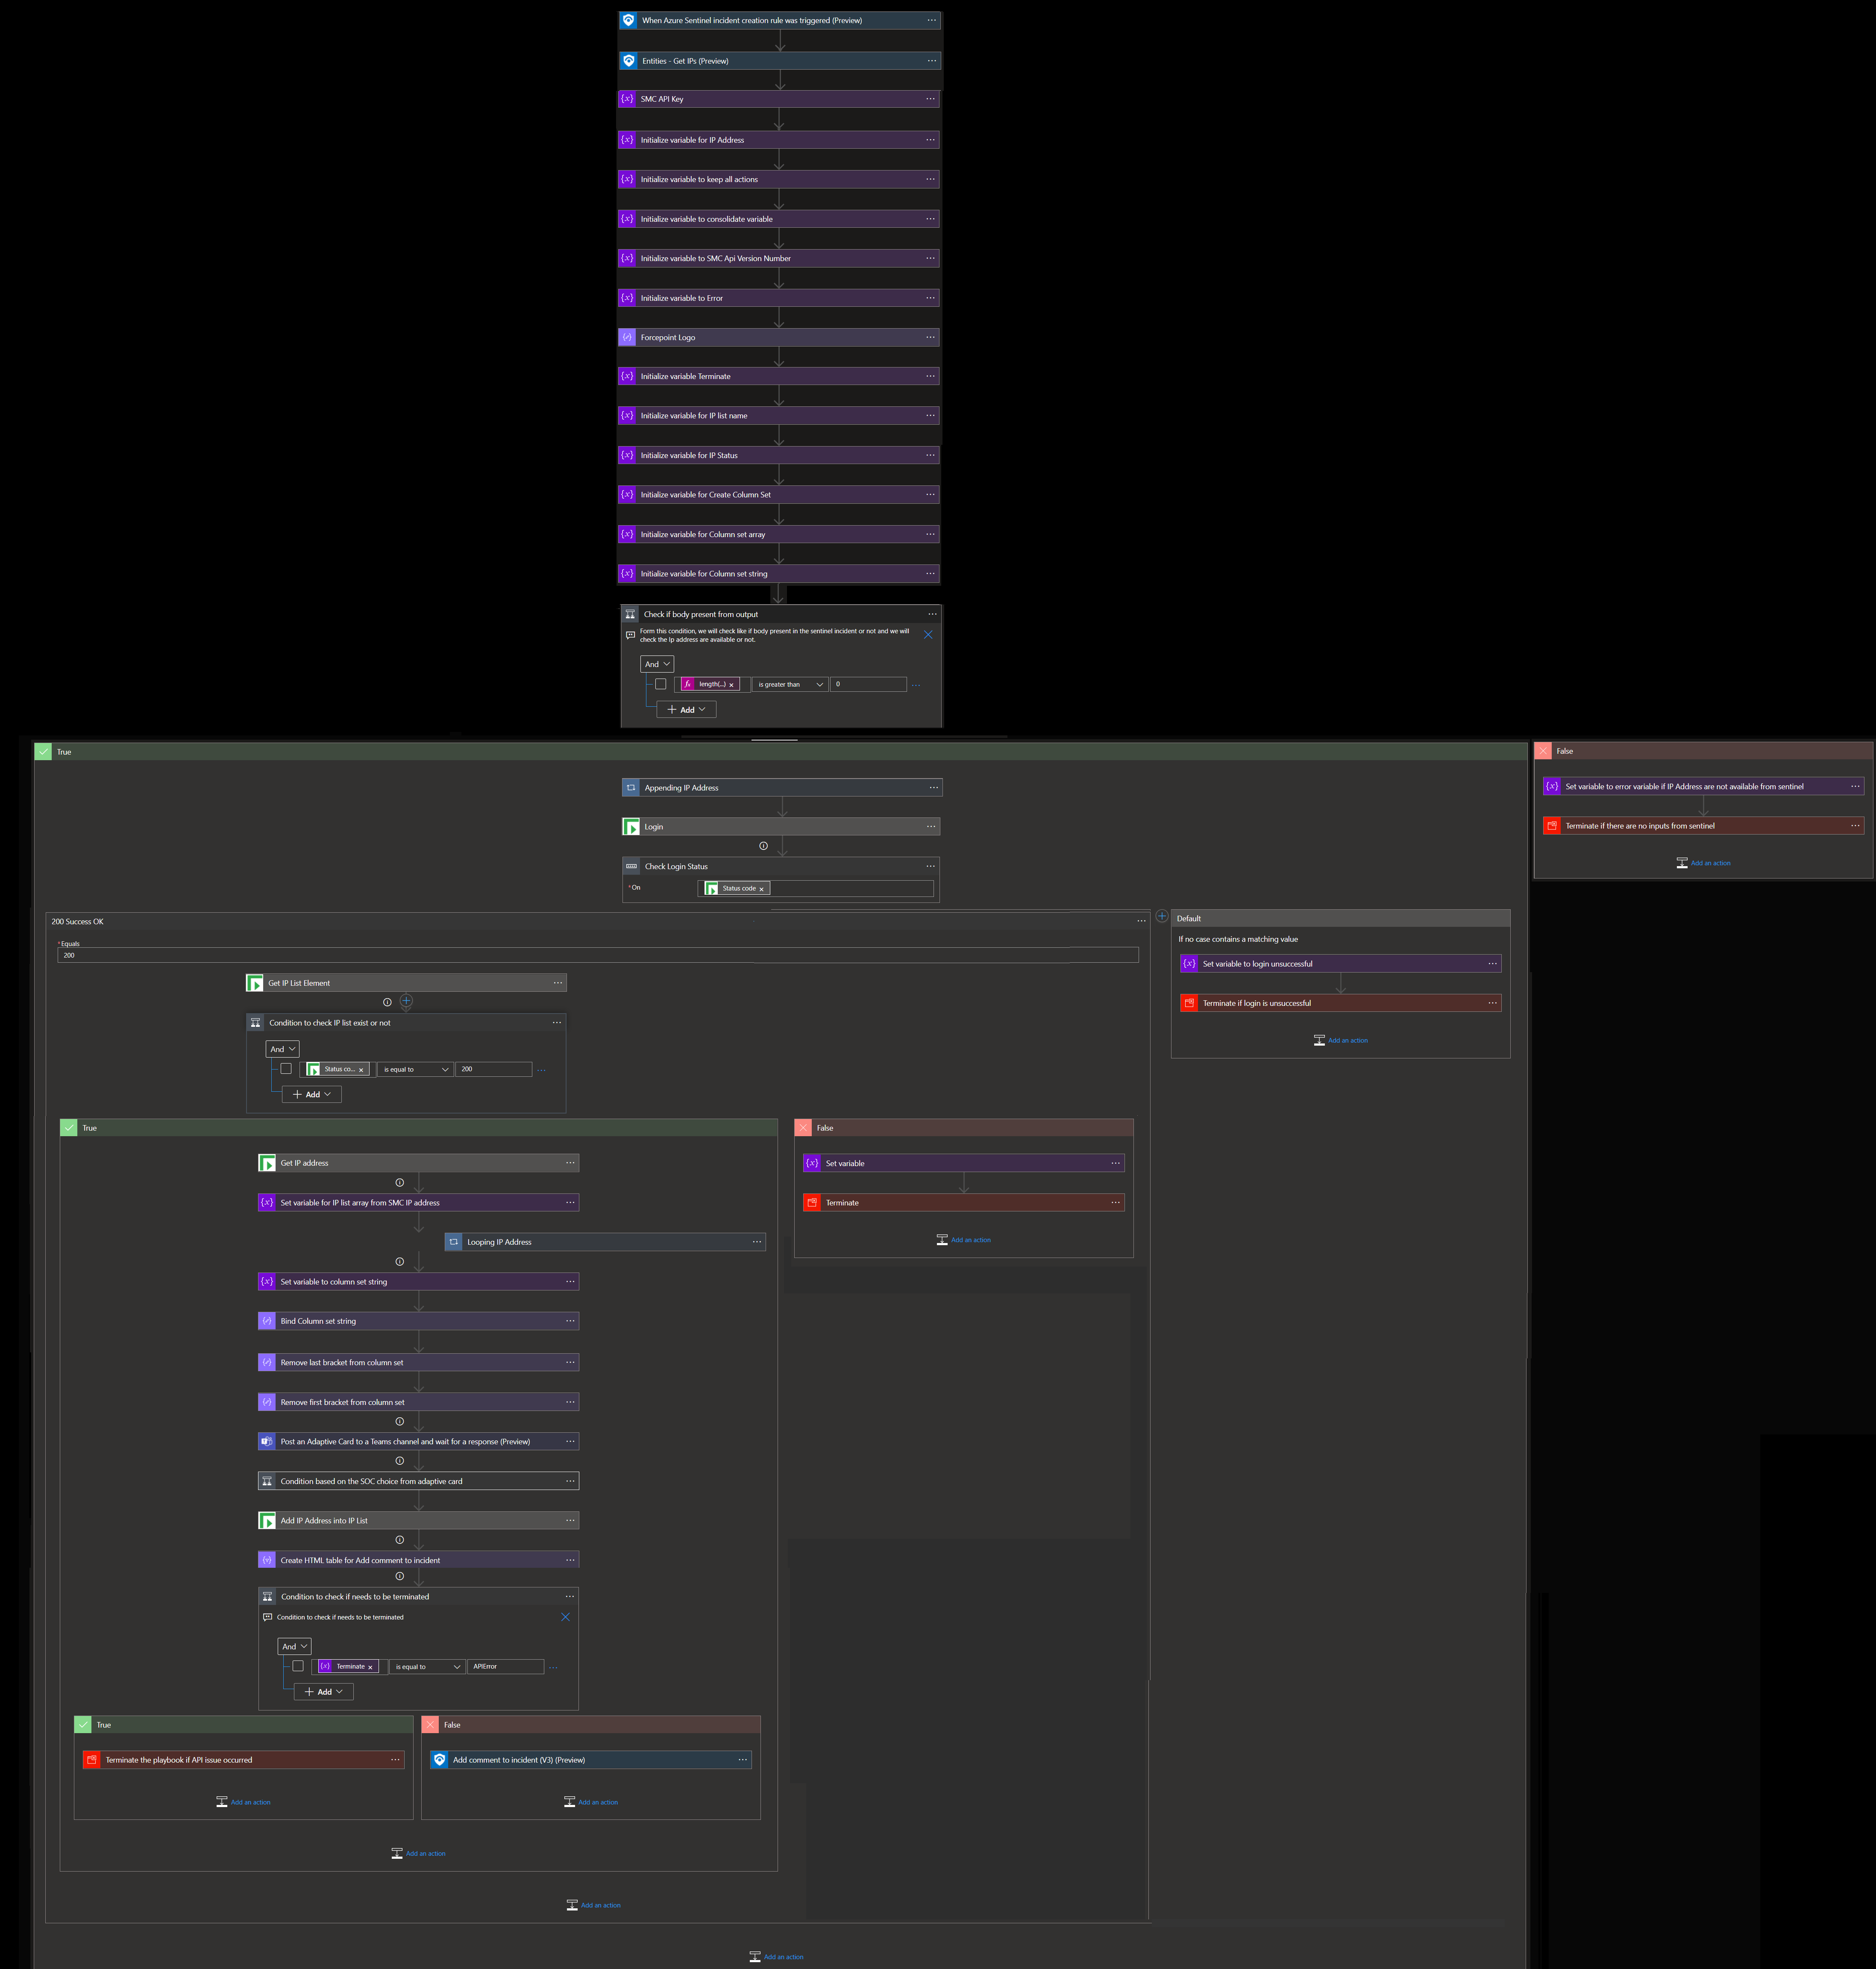 When Azure Sentinel incident creation rule was triggered (Preview)
Entities - Get IPs (Preview)
SMC API Key
Initialize variable for IP Address
Initialize variable to keep all actions
Initialize variable to consolidate variable
Initialize variable to SMC Api Version Number
Initialize variable to Error
Forcepoint Logo
Initialize variable Terminate
Initialize variable for IP list name
Initialize variable for IP Status
Initialize variable for Create Column Set
Initialize variable for Column set array
Initialize variable for Column set string
Check if body present from output
Form this condition, we will check like if body present in the sentinel incident or not and we will
check the Ip address are available or not.
And
length(...) x is greater than 0
Add
True
Appending IP Address
Login
Check Login Status
*On Status code x
False
Set variable to error variable if IP Address are not available from sentinel
Terminate if there are no inputs from sentinel
Add an action
200 Success OK
*Equals
200
Get IP List Element
Condition to check IP list exist or not
And
Status co... x is equal to 200
Add
Default
If no case contains a matching value
Set variable to login unsuccessful
Terminate if login is unsuccessful
Add an action
True
Get IP address
Set variable for IP list array from SMC IP address
Looping IP Address
Set variable to column set string
Bind Column set string
Remove last bracket from column set
Remove first bracket from column set
Post an Adaptive Card to a Teams channel and wait for a response (Preview)
Condition based on the SOC choice from adaptive card
Add IP Address into IP List
Create HTML table for Add comment to incident
Condition to check if needs to be terminated
Condition to check if needs to be terminated
And
Terminate x is equal to APIError
Add
False
Set variable
Terminate
Add an action
True
Terminate the playbook if API issue occurred
Add an action
False
Add comment to incident (V3) (Preview)
Add an action
Add an action
Add an action
Add an action